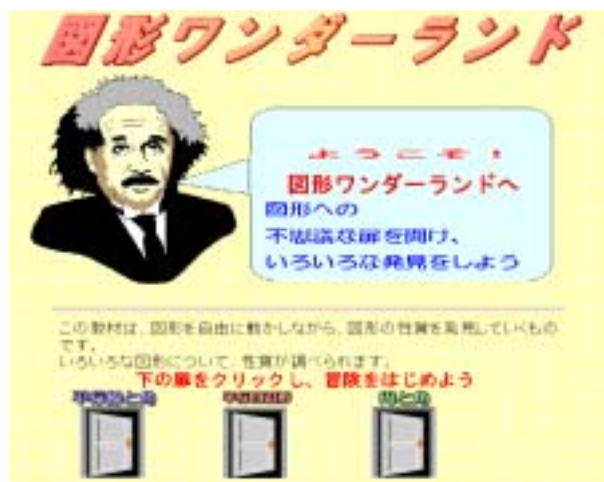 図形ワンダーランド
ようこそ！
図形ワンダーランドへ
図形への
不思議な扉を開け、
いろいろな発見をしよう
この教材は、図形を自由に動かしながら、図形の性質を発見していくもの
です。
いろいろな図形について、性質が調べられます。
下の扉をクリックし、冒険をはじめよう
平行線と角
円と角